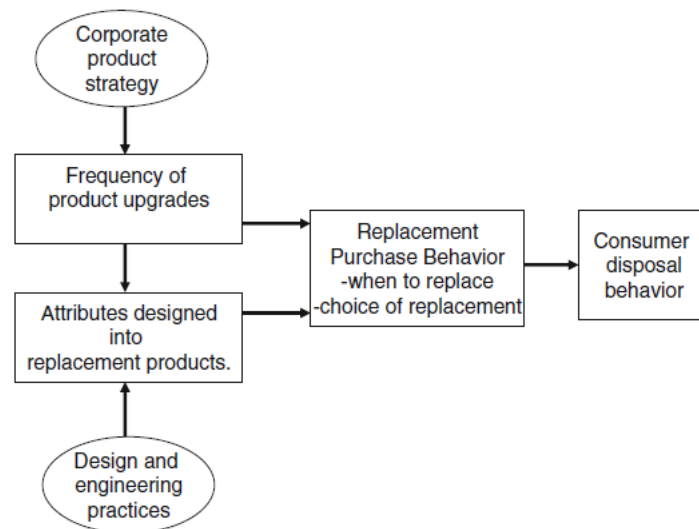 Corporate
product
strategy
Frequency of
product upgrades
Attributes designed
into
replacement products.
Design and
engineering
practices
Replacement
Purchase Behavior
-when to replace
-choice of replacement
Consumer
disposal
behavior